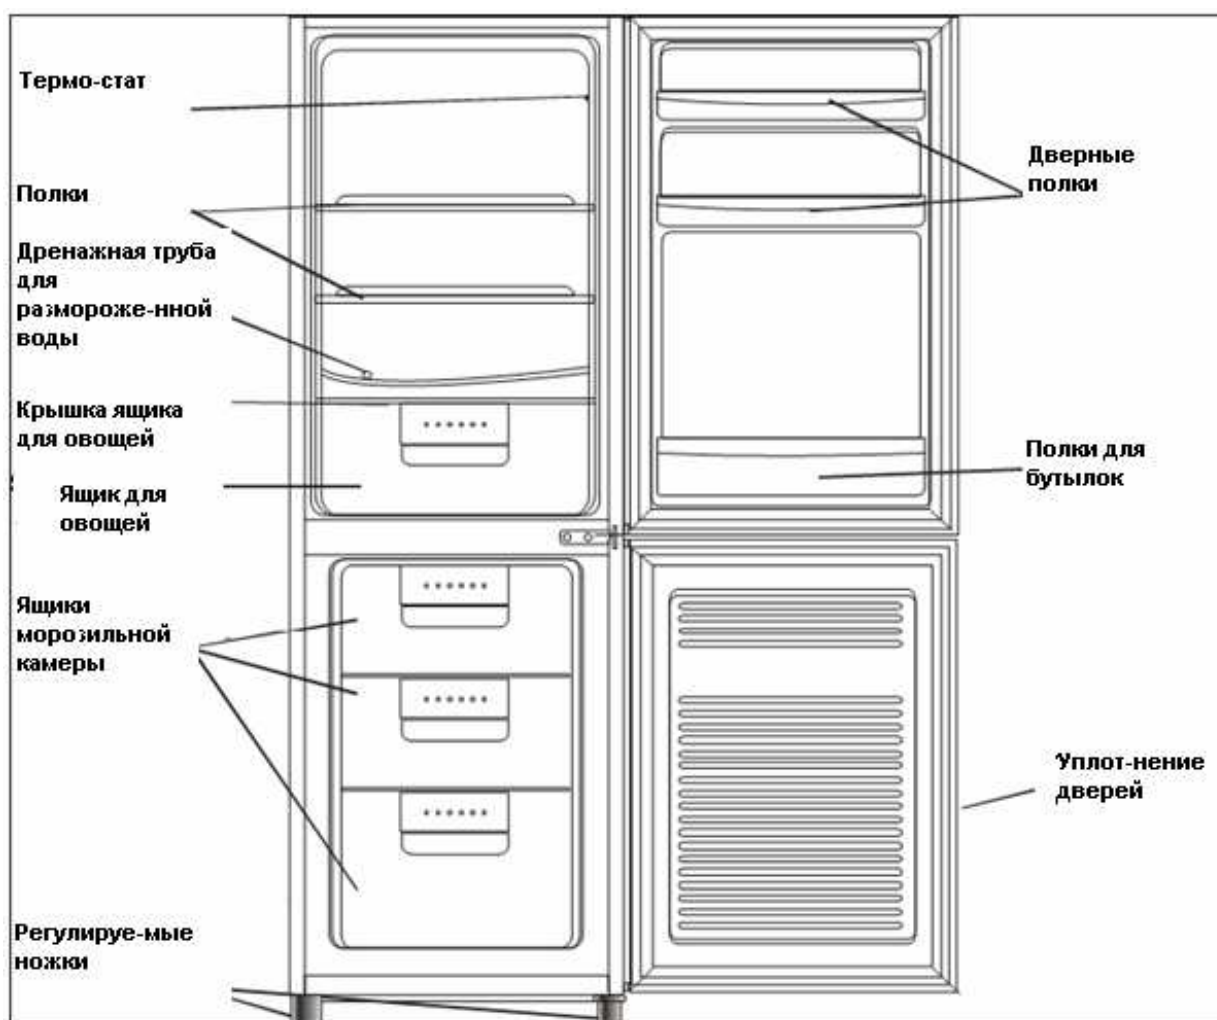 Термо-стат
Полки
Дренажная труба
для
разморожe-нной
воды
Крышка ящика
для овощей
Ящик для
овощей
Ящики
морозильной
камеры
Регулируе-мые
ножки
Дверные
полки
Полки для
бутылок
Уплот-нение
дверей